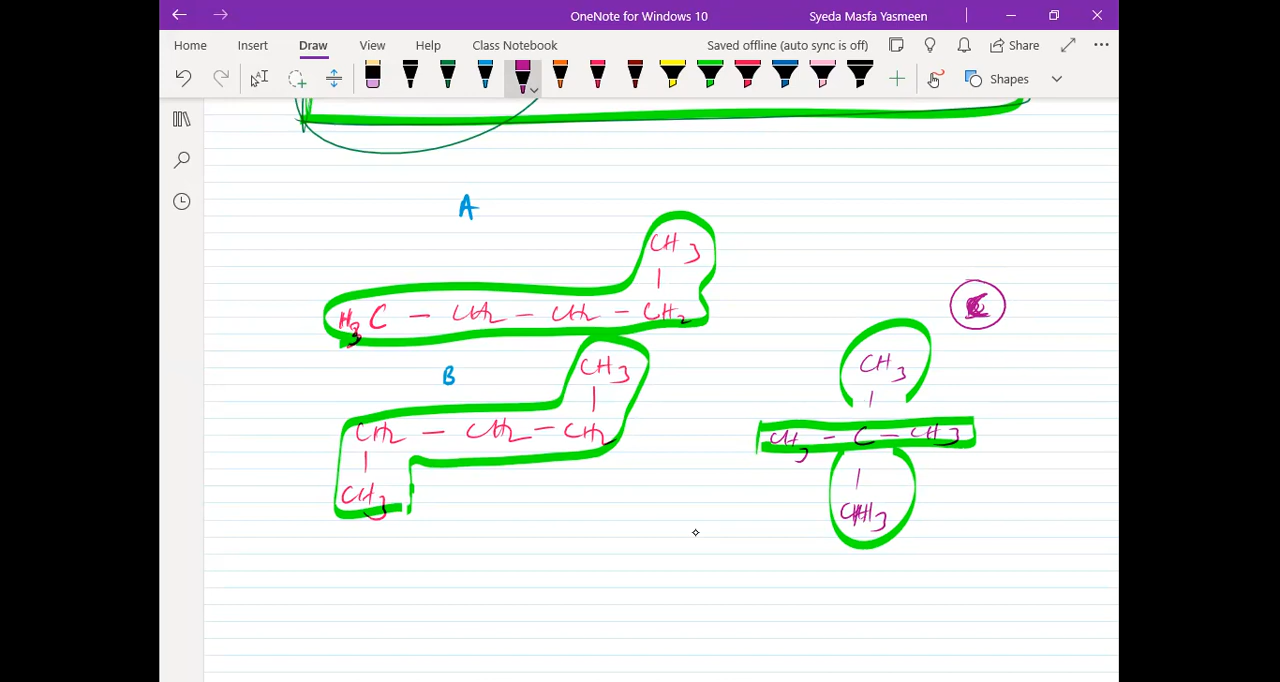 OneNote for Windows 10
Syeda Masfa Yasmeen
Home Insert Draw View Help Class Notebook
Saved offline (auto sync is off)
Share
Shapes
A
CH3
|
H3C - CH2 - CH2 - CH2
B
CH3
|
CH2 - CH2 - CH2
|
CH3
CH3
|
CH3 - C - CH3
|
CH3